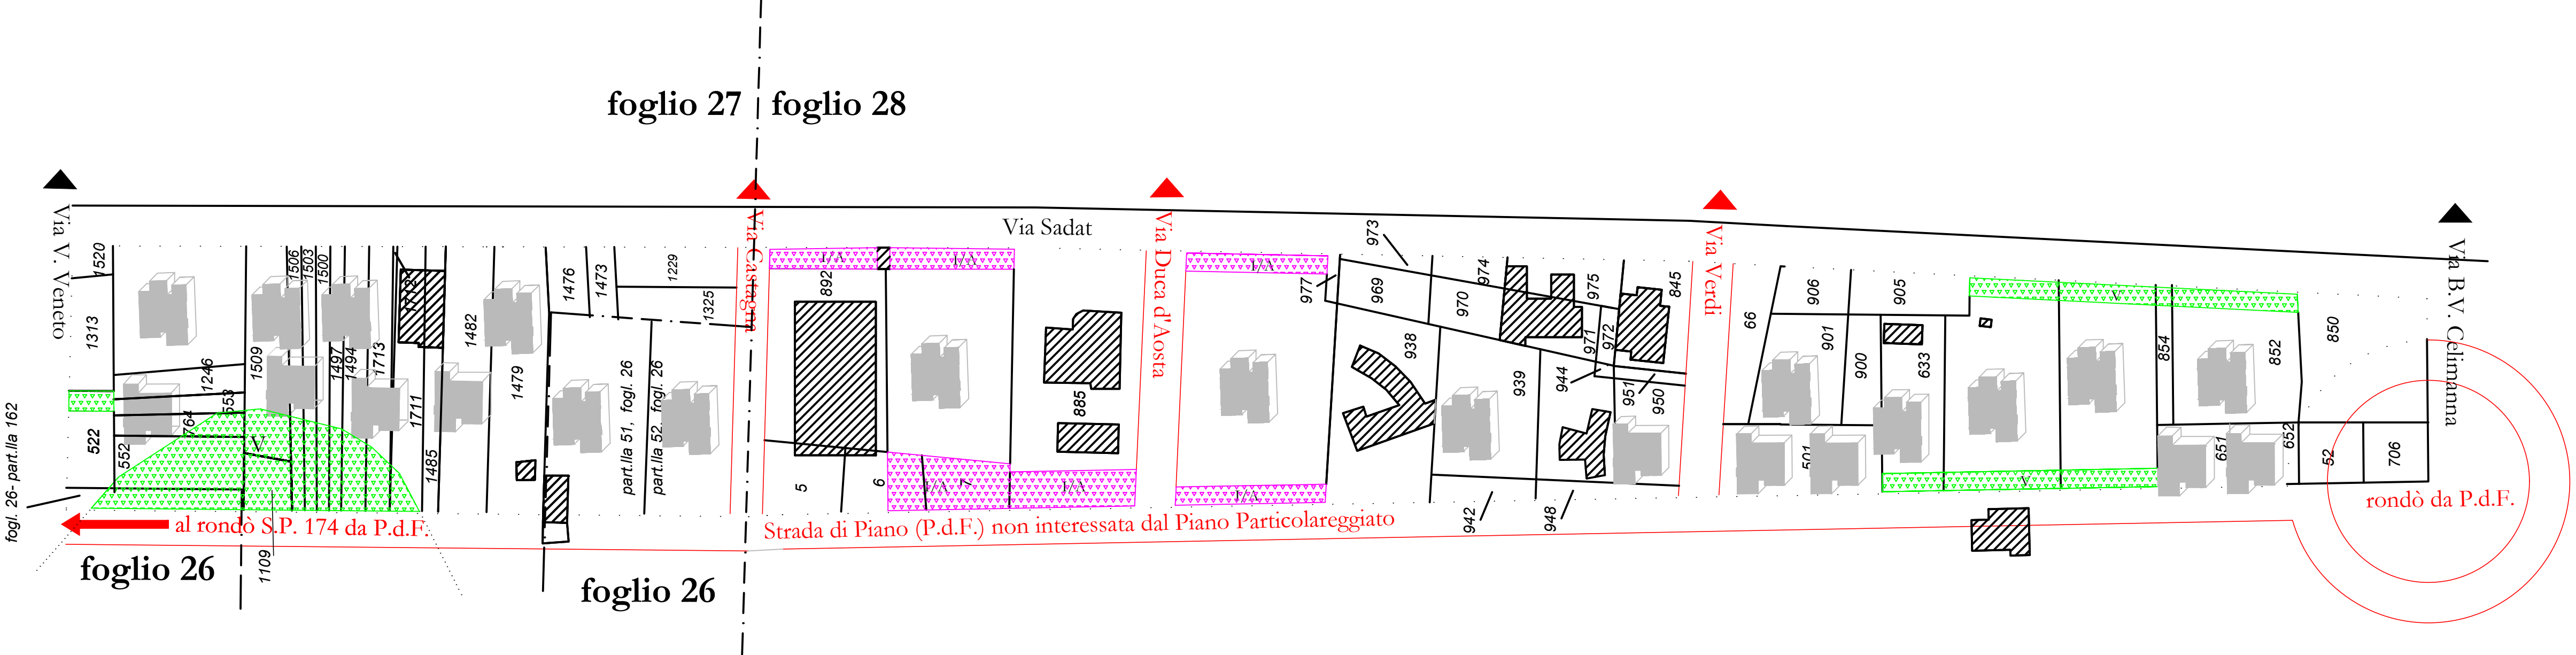 foglio 27
foglio 28
Via V. Veneto
Via Castagna
Via Sadat
Via Duca d'Aosta
Via Verdi
Via B.V. Celimanna
1520
1313
1246
553
764
522
552
V
1509
1506
1503
1500
1497
1494
1713
1712
1711
1485
1482
1479
1476
1473
1229
1325
part.lla 51, fogl. 26
part.lla 52, fogl. 26
fogl. 26- part.lla 162
1109
I/A
I/A
892
5
6
I/A
7
I/A
885
I/A
I/A
977
973
969
970
974
975
971
972
845
938
939
944
951
950
942
948
66
906
905
901
900
633
501
V
V
854
852
850
651
652
52
706
al rondò S.P. 174 da P.d.F.
Strada di Piano (P.d.F.) non interessata dal Piano Particolareggiato
rondò da P.d.F.
foglio 26
foglio 26